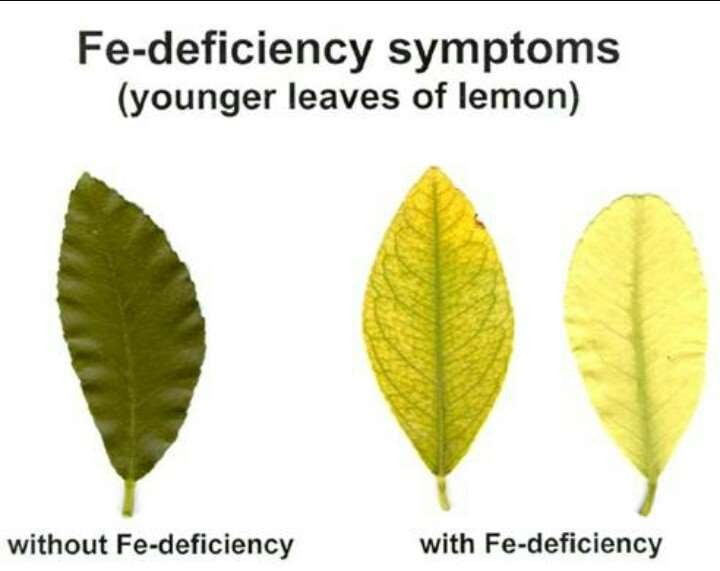 Fe-deficiency symptoms
(younger leaves of lemon)
without Fe-deficiency
with Fe-deficiency